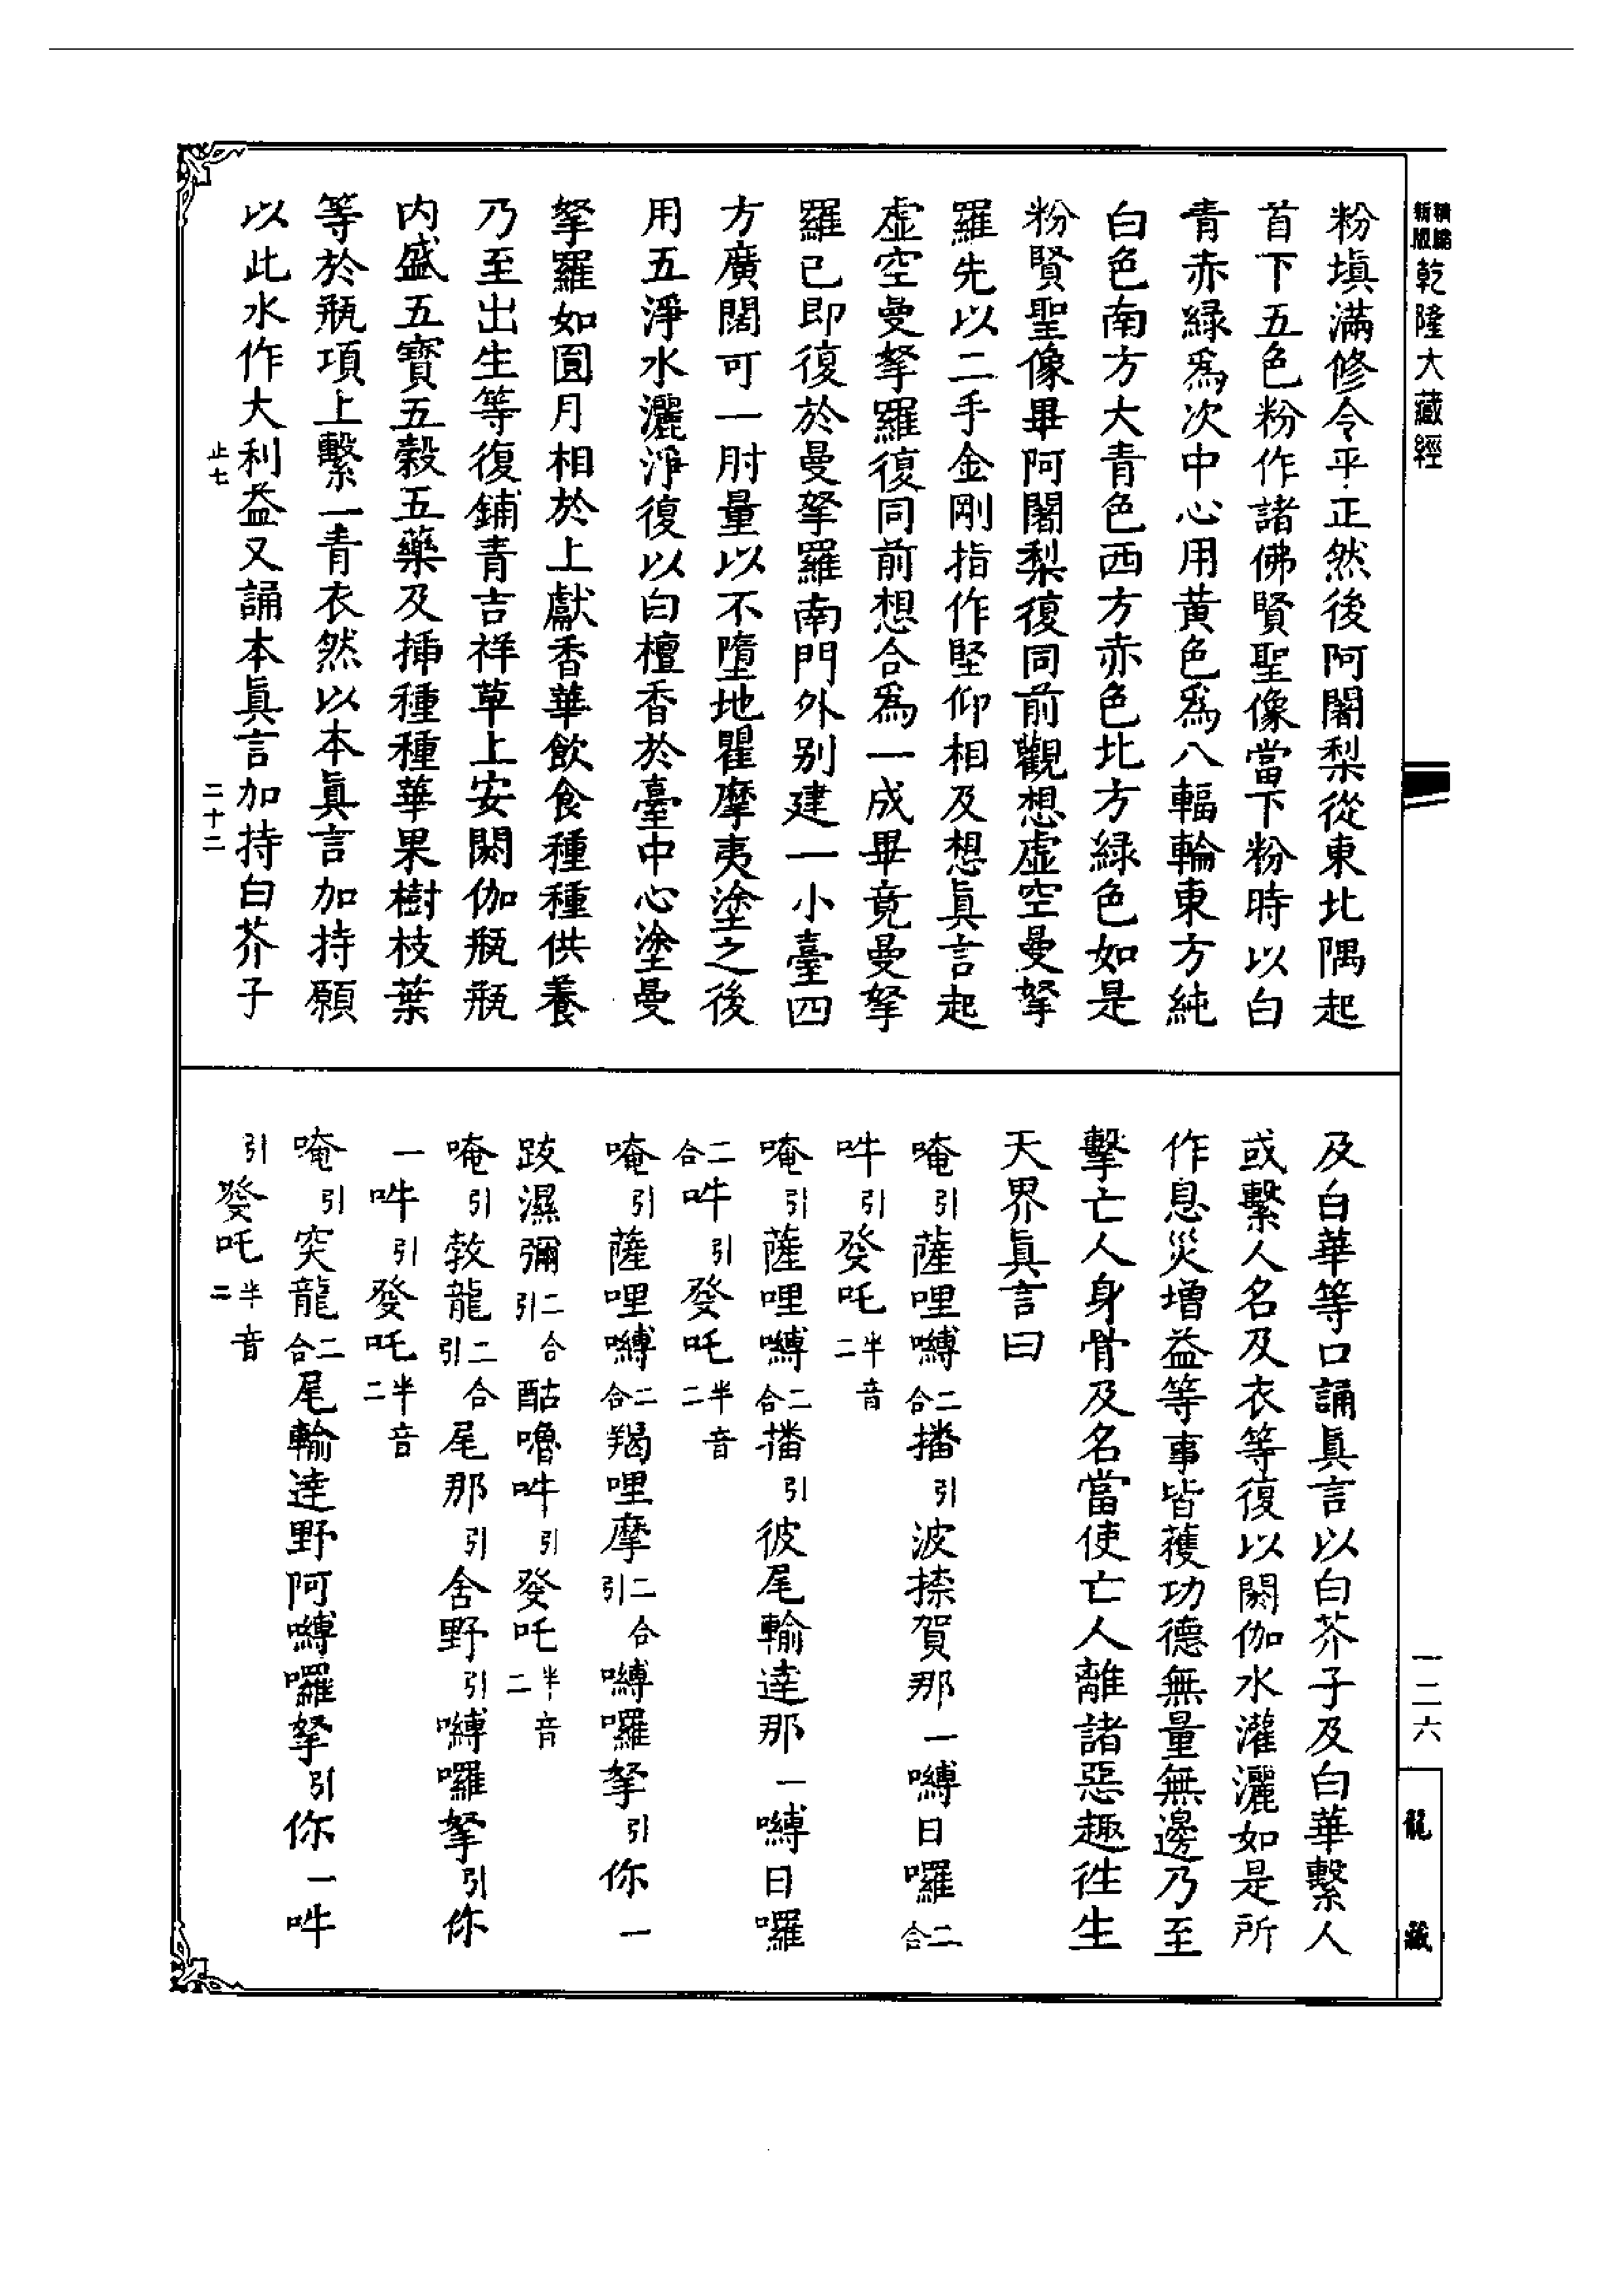 新版精縮乾隆大藏經
粉塡滿修令乎正然後阿闍梨從東北隅起
首下五色粉作諸佛賢聖像當下粉時以白
青赤緑爲次中心用黄色爲八輻輪東方純
白色南方大青色西方赤色北方緑色如是
粉賢聖像畢阿闍梨復同前觀想虛空曼拏
羅先以二手金剛指作堅仰相及想眞言起
虛空曼拏羅復同前想合爲一成畢竟曼拏
羅已即復於曼拏羅南門外别建一小臺四
方廣闊可一肘量以不墮地瞿摩夷塗之後
用五淨水灑淨復以白檀香於臺中心塗曼
拏羅如圓月相於上獻香華飲食種種供養
乃至出生等復鋪青吉祥草上安閼伽瓶瓶
内盛五寳五榖五藥及揷種種華果樹枝葉
等於瓶項上繫一青衣然以本眞言加持願
以此水作大利益又誦本眞言加持白芥子
止七 二十二
及白華等口誦眞言以白芥子及白華繫人
或繫人名及衣等復以閼伽水灌灑如是所
作息災增益等事皆獲功德無量無邊乃至
擊亡人身骨及名當使亡人離諸惡趣徃生
天界眞言曰
唵引薩哩嚩二合播引波捺賀那一嚩日囉二合
吽引發吒半音二
唵引薩哩嚩二合播引彼尾輸達那一嚩日囉
二合吽引發吒半音二
唵引薩哩嚩二合羯哩摩二合引嚩囉拏引你一
跋濕彌二合引酤嚕吽引發吒半音二
唵引敎龍二合引尾那引舍野引嚩囉拏引你
一吽引發吒半音二
唵引突龍二合尾輸達野阿嚩囉拏引你一吽
引發吒半音二
一二六
龍藏